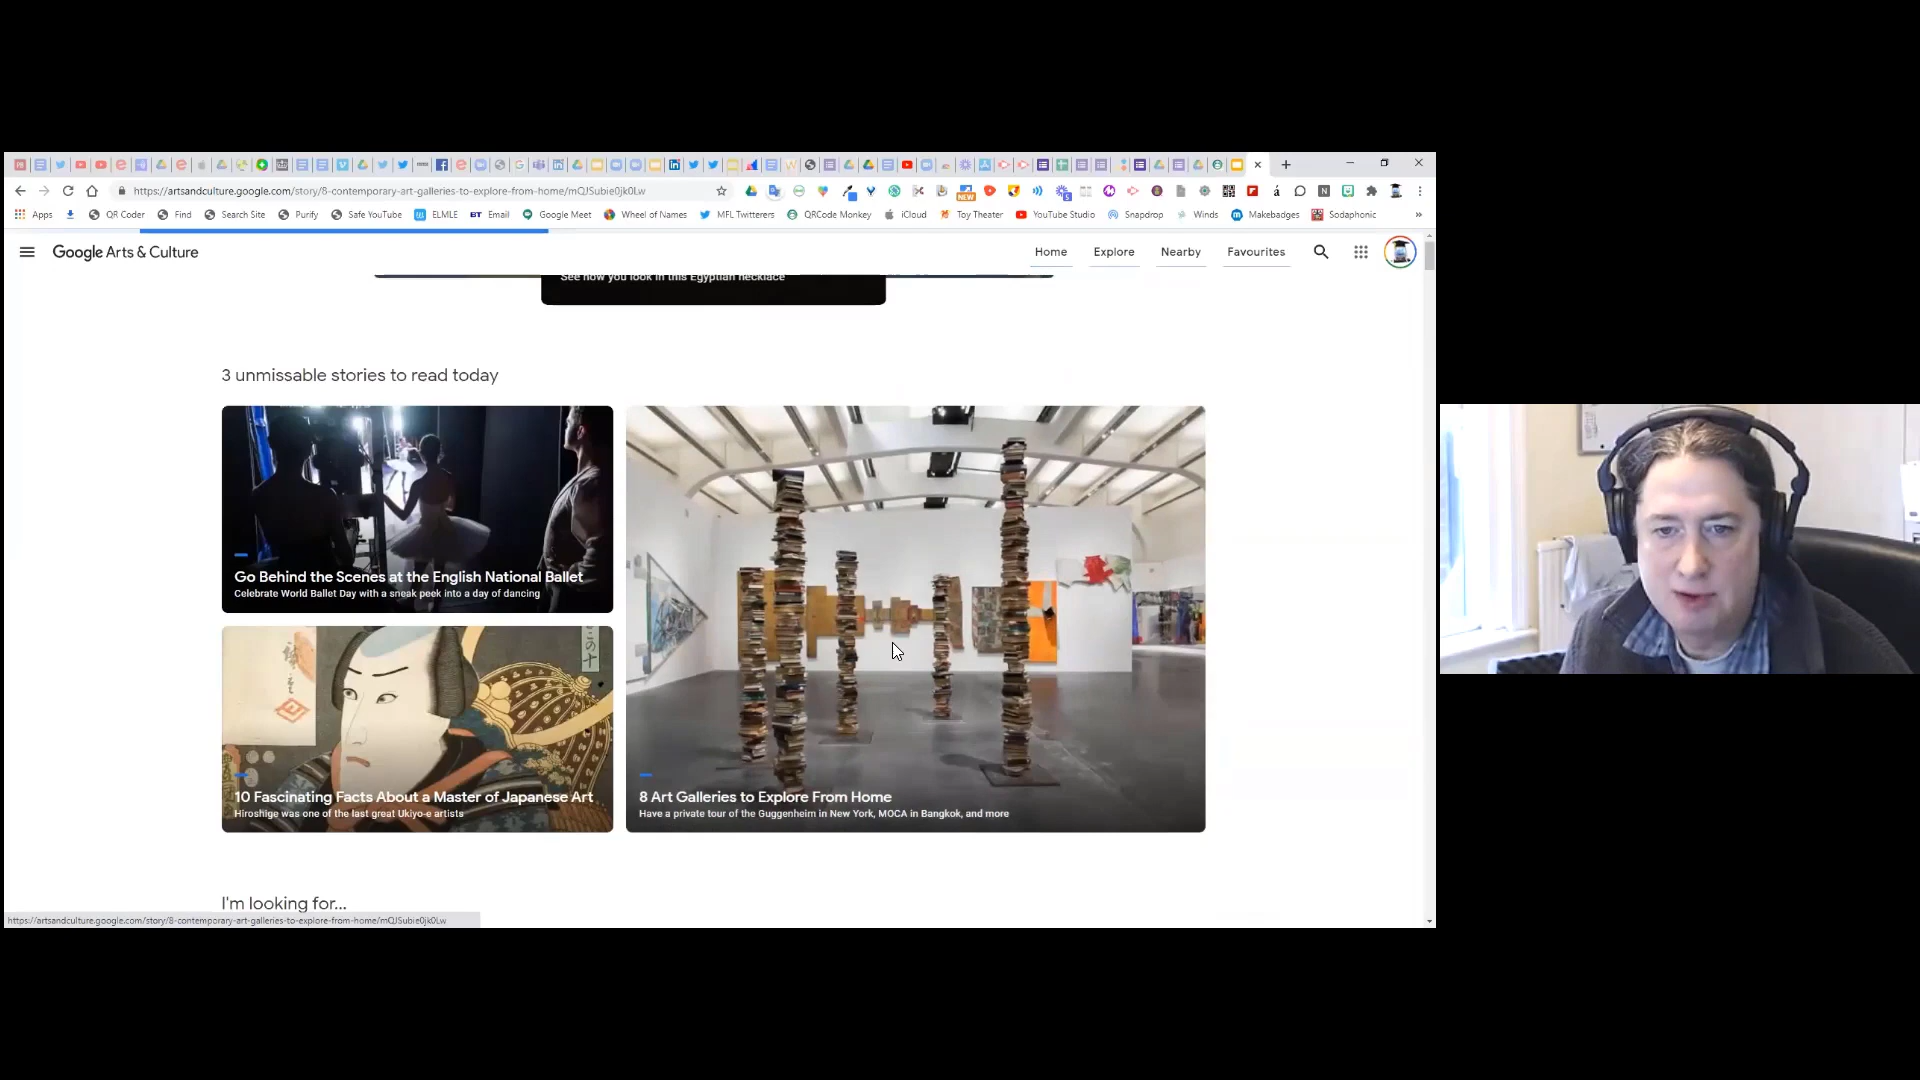 https://artsandculture.google.com/story/8-contemporary-art-galleries-to-explore-from-home/mQJSubie0jk0Lw
NEW
Apps QR Coder Find Search Site Purify Safe YouTube ELMLE BT Email Google Meet Wheel of Names MFL Twitterers QRCode Monkey iCloud Toy Theater YouTube Studio Snapdrop Winds Makebadges Sodaphonic »
Google Arts & Culture Home Explore Nearby Favourites
See how you look in this Egyptian necklace
3 unmissable stories to read today
Go Behind the Scenes at the English National Ballet
Celebrate World Ballet Day with a sneak peek into a day of dancing
10 Fascinating Facts About a Master of Japanese Art
Hiroshige was one of the last great Ukiyo-e artists
8 Art Galleries to Explore From Home
Have a private tour of the Guggenheim in New York, MOCA in Bangkok, and more
I'm looking for...
https://artsandculture.google.com/story/8-contemporary-art-galleries-to-explore-from-home/mQJSubie0jk0Lw